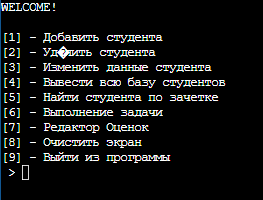 WELCOME!
[1] - Добавить студента
[2] - Уд�лить студента
[3] - Изменить данные студента
[4] - Вывести всю базу студентов
[5] - Найти студента по зачетке
[6] - Выполнение задачи
[7] - Редактор Оценок
[8] - Очистить экран
[9] - Выйти из программы
>